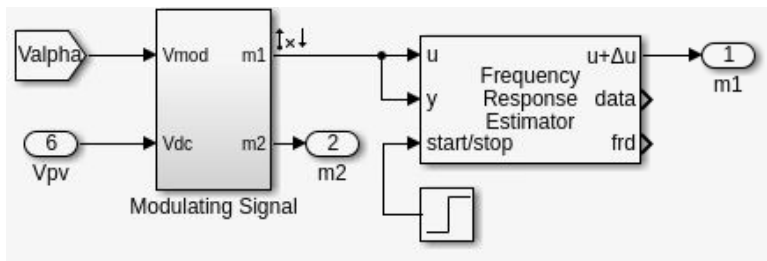 Valpha
Vmod
m1
u
u+Δu
1
m1
Frequency
Response
Estimator
y
data
6
Vpv
Vdc
m2
2
m2
start/stop
frd
Modulating Signal